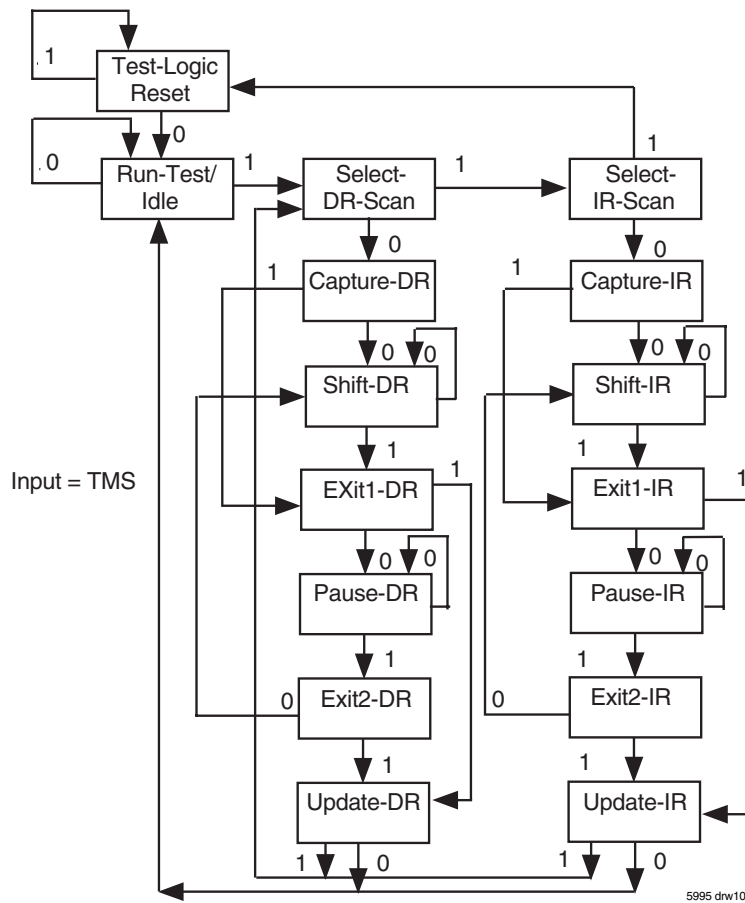 1
Test-Logic
Reset
0
1
0
Run-Test/
Idle
1
Select-
DR-Scan
1
Select-
IR-Scan
0
0
1
Capture-DR
1
Capture-IR
0
0
0
0
Shift-DR
Shift-IR
1
1
Input = TMS
EXit1-DR
1
Exit1-IR
1
0
0
0
0
Pause-DR
Pause-IR
1
1
0
Exit2-DR
0
Exit2-IR
1
1
Update-DR
Update-IR
1
0
1
0
5995 drw10